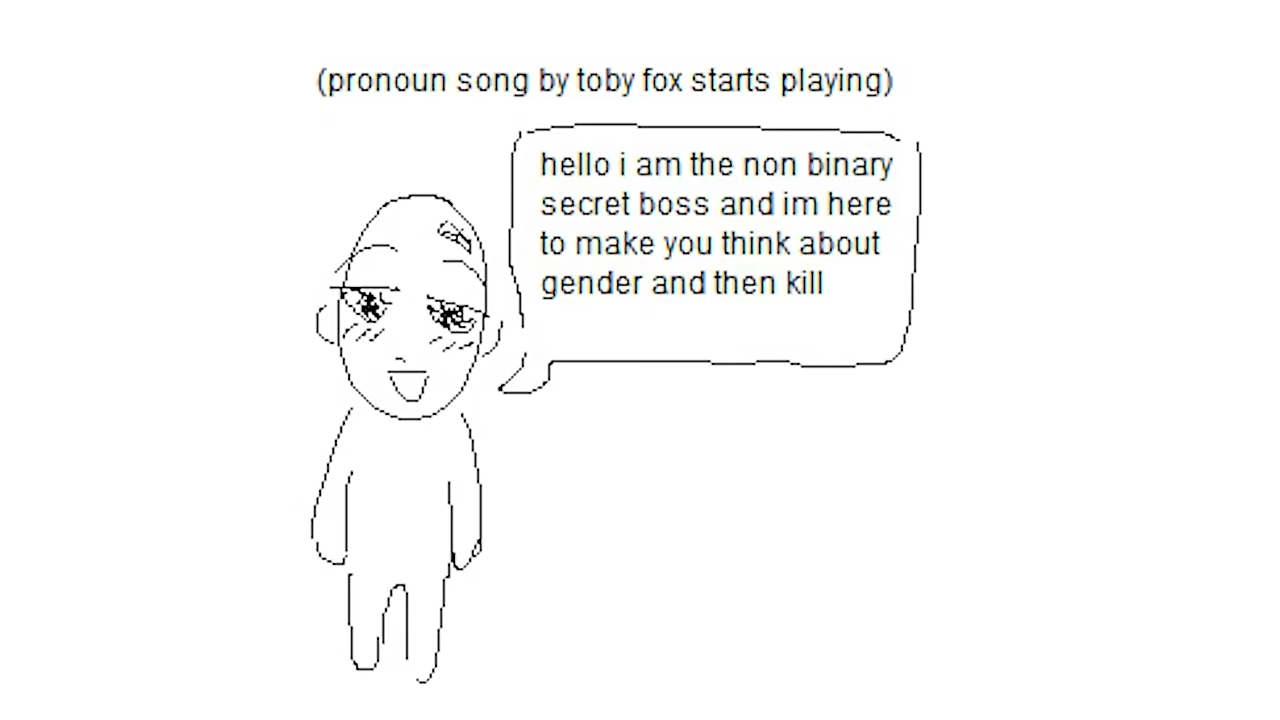 (pronoun song by toby fox starts playing)
hello i am the non binary
secret boss and im here
to make you think about
gender and then kill